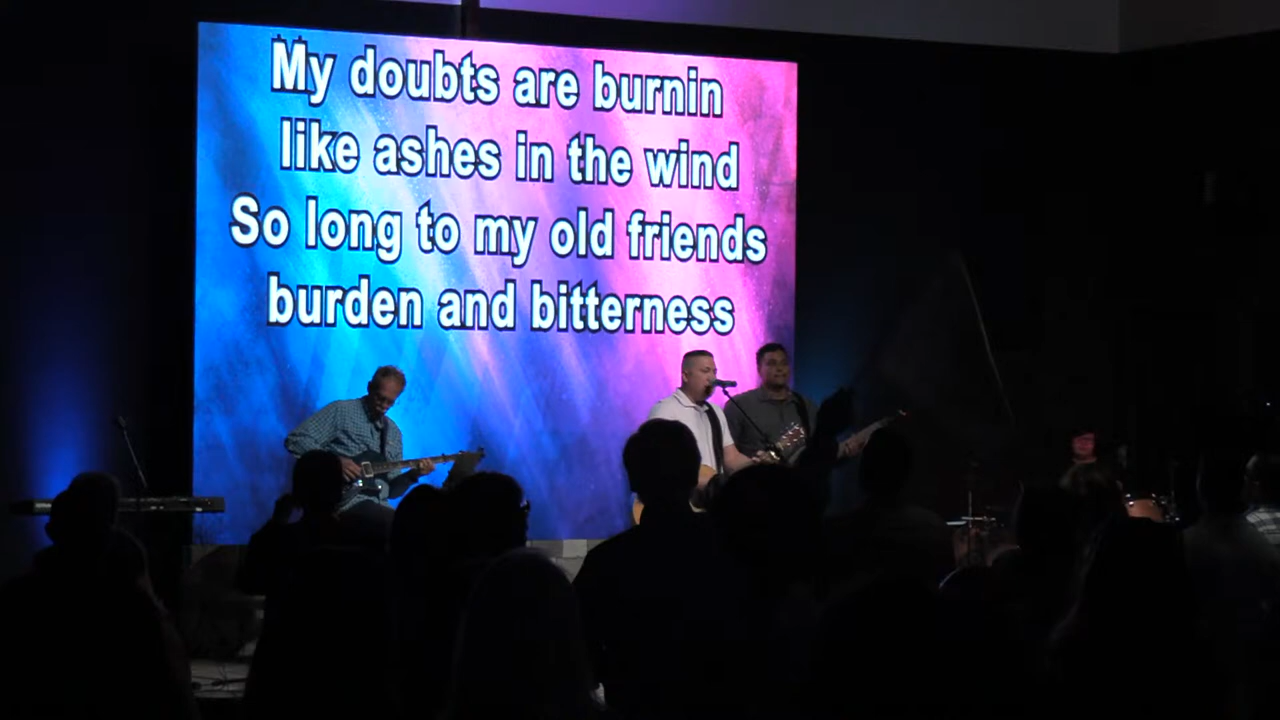 My doubts are burnin
like ashes in the wind
So long to my old friends
burden and bitterness